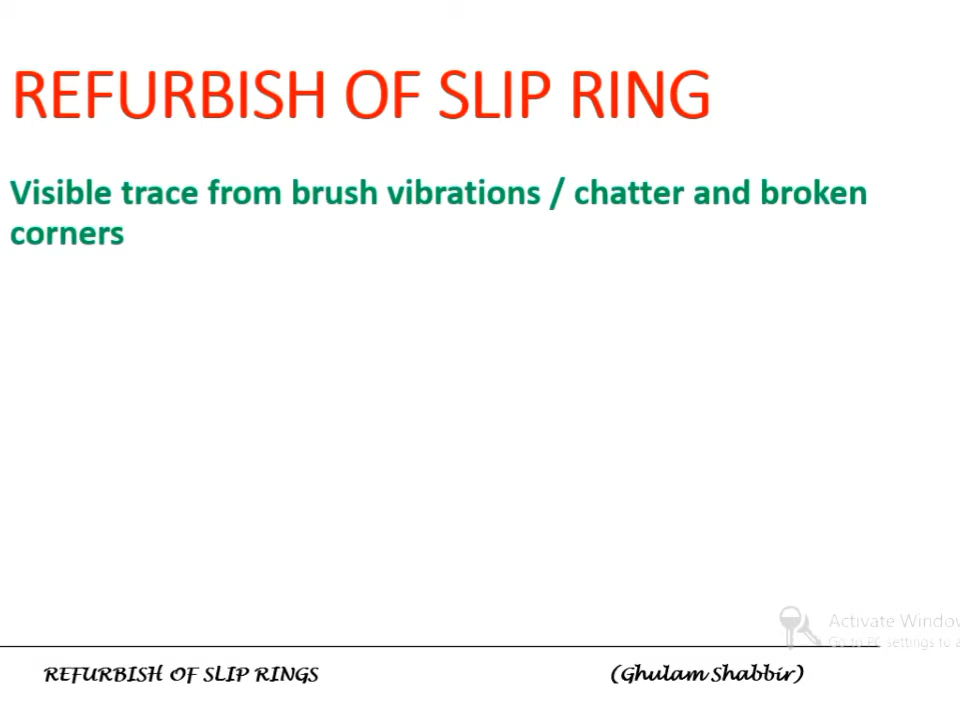 REFURBISH OF SLIP RING
Visible trace from brush vibrations / chatter and broken
corners
Activate Window
Go to PC settings to a
REFURBISH OF SLIP RINGS (Ghulam Shabbir)